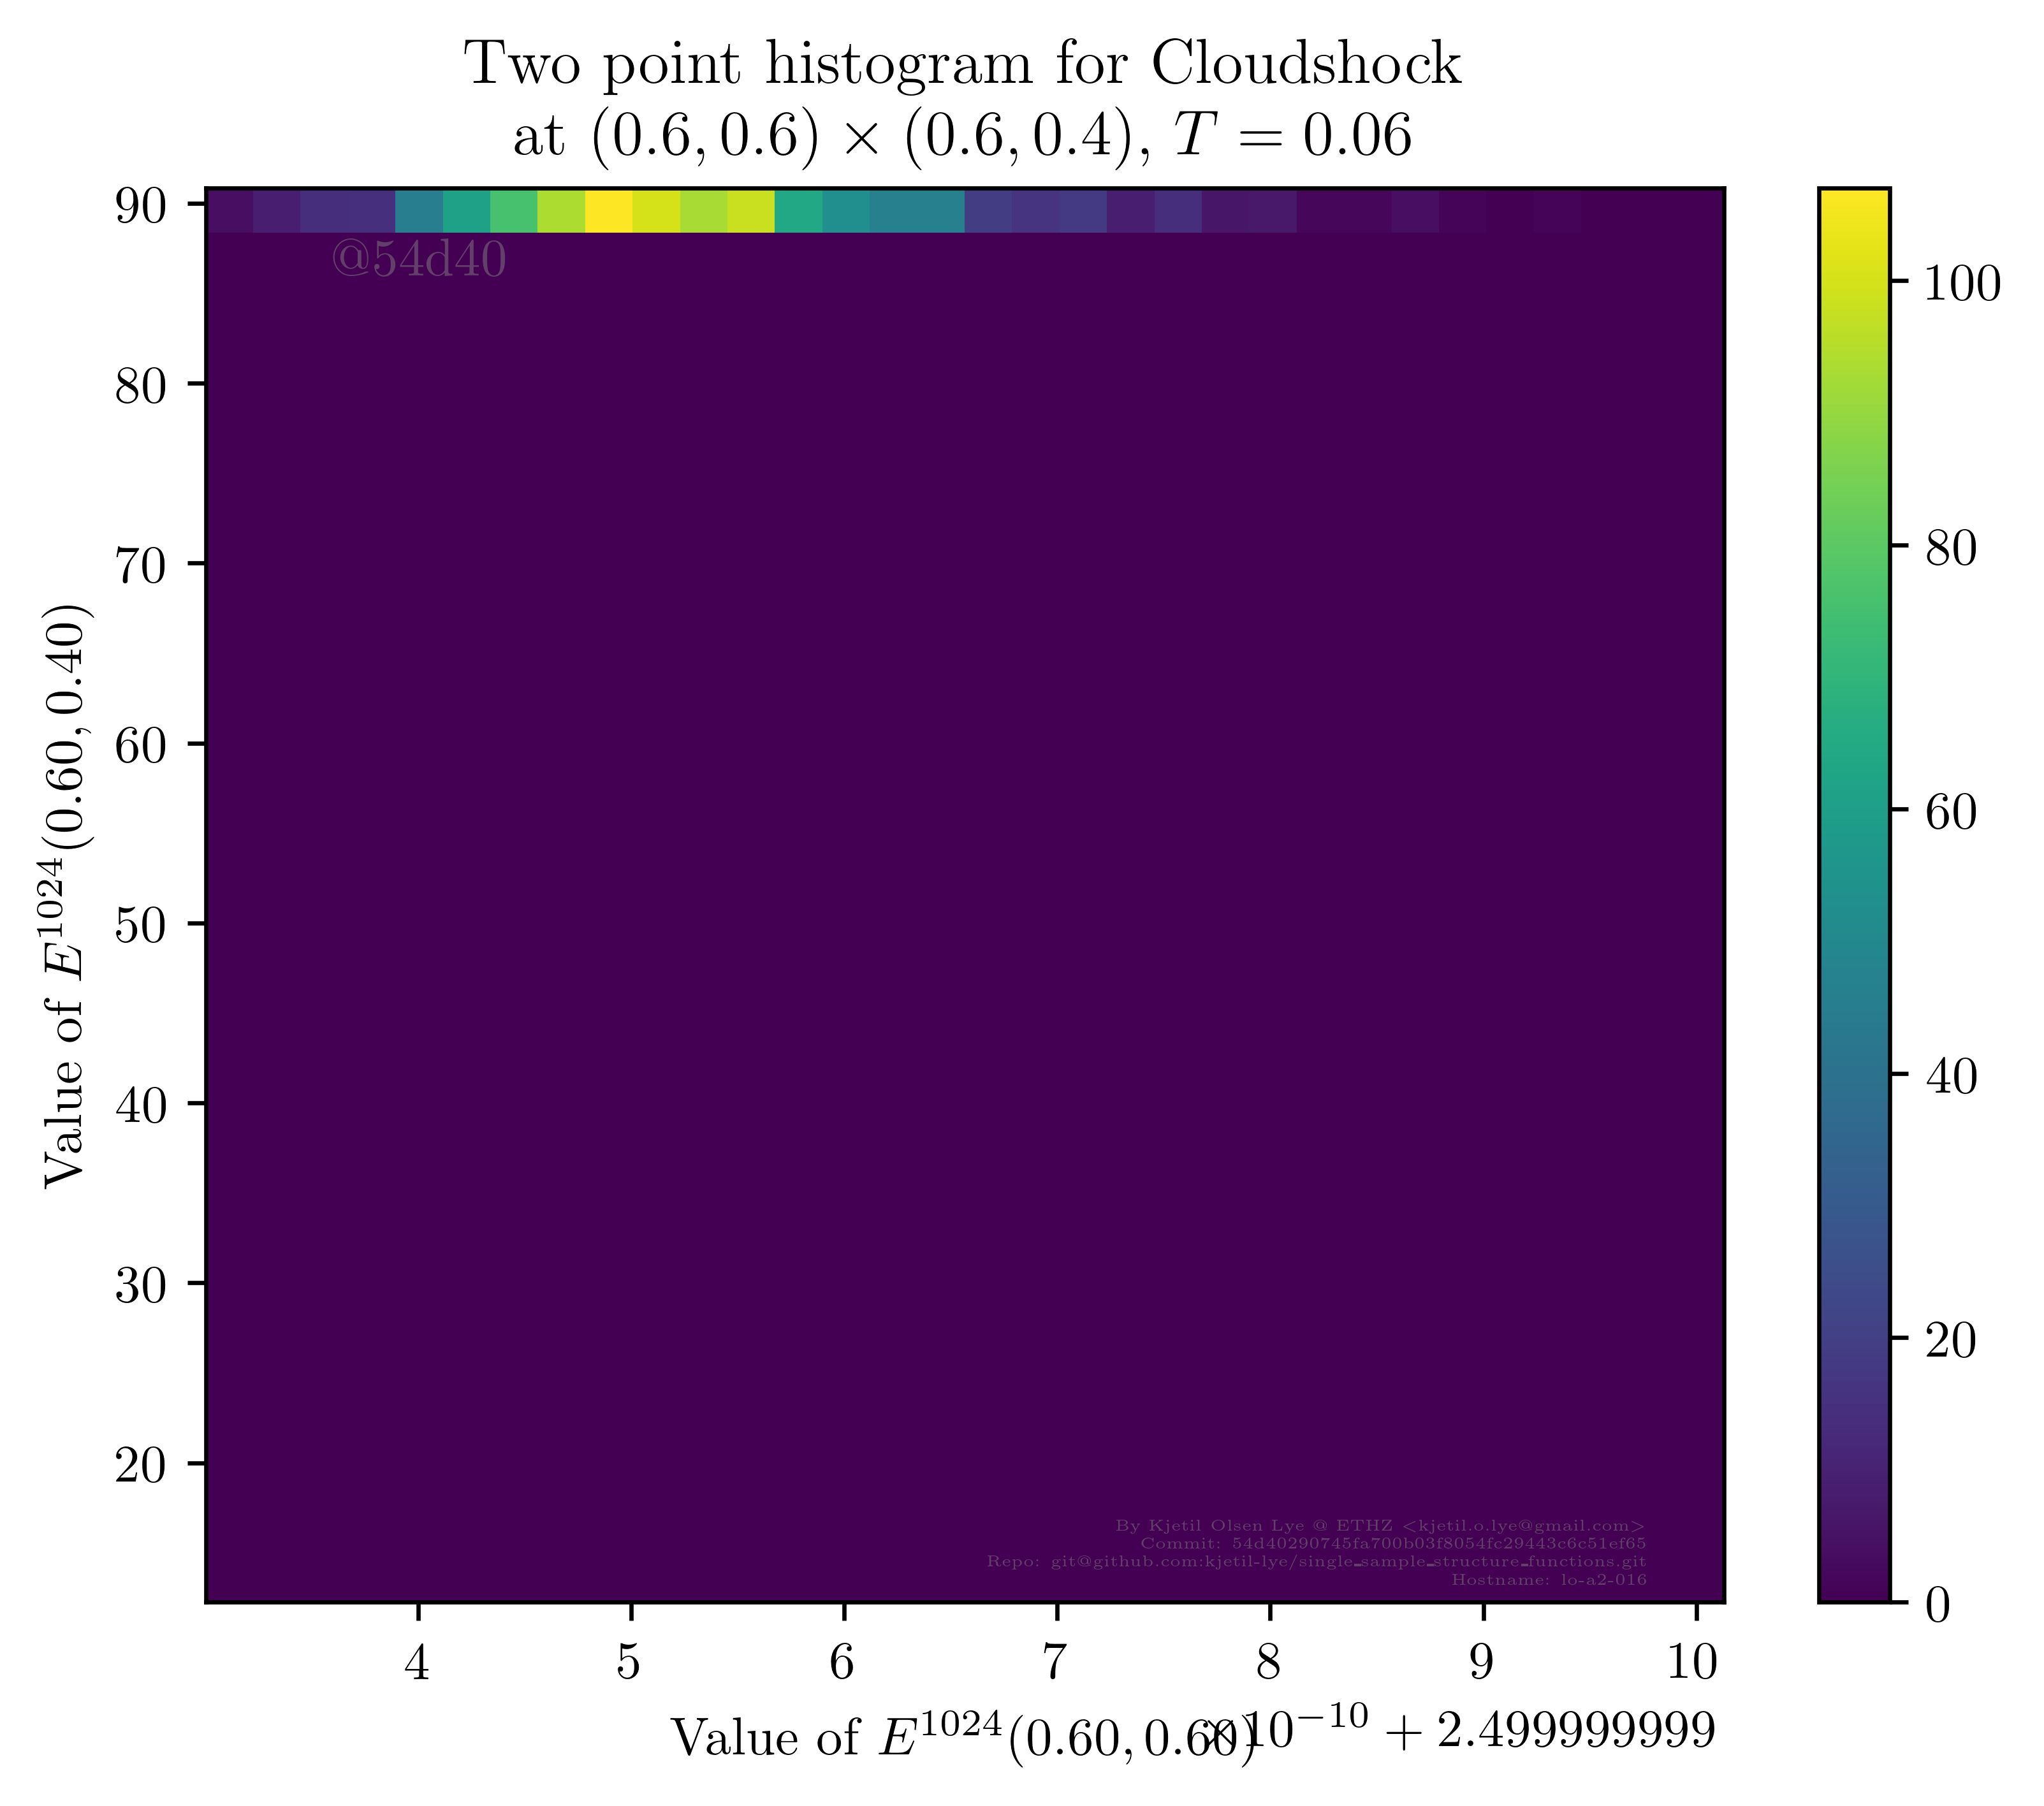 Two point histogram for Cloudshock
at (0.6, 0.6) × (0.6, 0.4), T = 0.06
90
80
70
60
50
40
30
20
Value of E^1024(0.60, 0.40)
@54d40
By Kjetil Olsen Lye @ ETHZ <kjetil.o.lye@gmail.com>
Commit: 54d40290745fa700b03f8054fc29443c6c51ef65
Repo: git@github.com:kjetil-lye/single_sample_structure_functions.git
Hostname: lo-a2-016
4 5 6 7 8 9 10
Value of E^1024(0.60, 0.60)
×10^−10 + 2.499999999
100
80
60
40
20
0